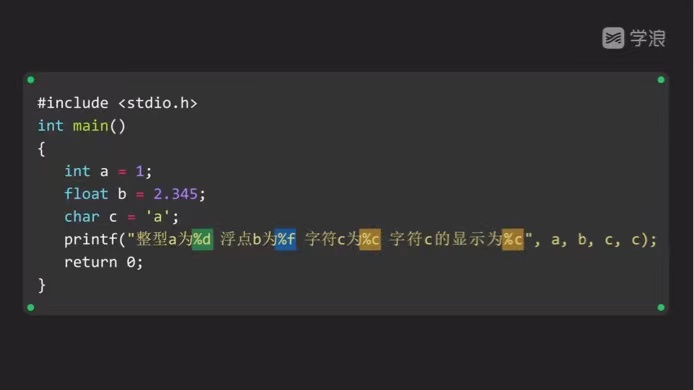 学浪
#include <stdio.h>
int main()
{
int a = 1;
float b = 2.345;
char c = 'a';
printf("整型a为%d 浮点b为%f 字符c为%c 字符c的显示为%c", a, b, c, c);
return 0;
}